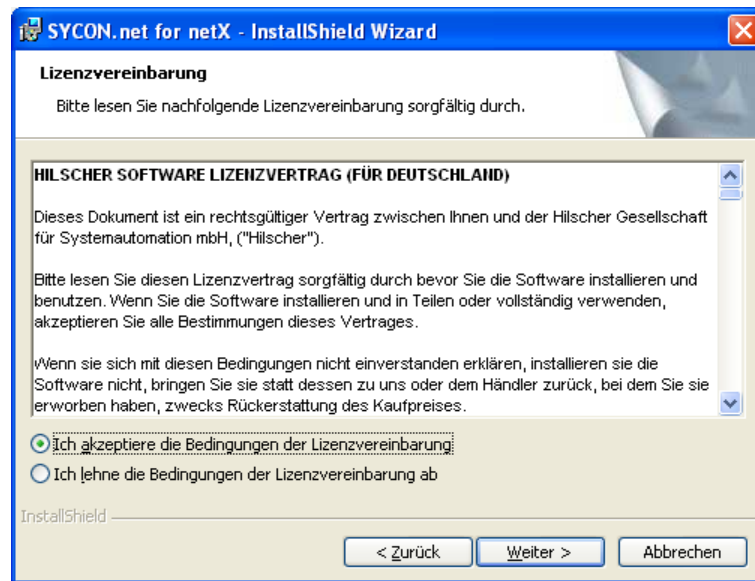 SYCON.net for netX - InstallShield Wizard
Lizenzvereinbarung
Bitte lesen Sie nachfolgende Lizenzvereinbarung sorgfältig durch.
HILSCHER SOFTWARE LIZENZVERTRAG (FÜR DEUTSCHLAND)
Dieses Dokument ist ein rechtsgültiger Vertrag zwischen Ihnen und der Hilscher Gesellschaft
für Systemautomation mbH, ("Hilscher").
Bitte lesen Sie diesen Lizenzvertrag sorgfältig durch bevor Sie die Software installieren und
benutzen. Wenn Sie die Software installieren und in Teilen oder vollständig verwenden,
akzeptieren Sie alle Bestimmungen dieses Vertrages.
Wenn sie sich mit diesen Bedingungen nicht einverstanden erklären, installieren sie die
Software nicht, bringen Sie sie statt dessen zu uns oder dem Händler zurück, bei dem Sie sie
erworben haben, zwecks Rückerstattung des Kaufpreises.
Ich akzeptiere die Bedingungen der Lizenzvereinbarung
Ich lehne die Bedingungen der Lizenzvereinbarung ab
InstallShield
< Zurück Weiter > Abbrechen